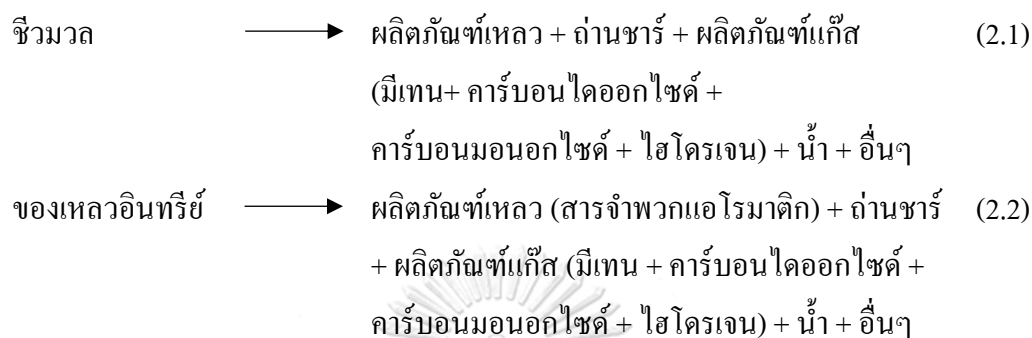 ชีวมวล ⟶ ผลิตภัณฑ์เหลว + ถ่านชาร์ + ผลิตภัณฑ์แก๊ส (2.1)
(มีเทน+ คาร์บอนไดออกไซด์ +
คาร์บอนมอนอกไซด์ + ไฮโดรเจน) + น้ำ + อื่นๆ
ของเหลวอินทรีย์ ⟶ ผลิตภัณฑ์เหลว (สารจำพวกแอโรมาติก) + ถ่านชาร์ (2.2)
+ ผลิตภัณฑ์แก๊ส (มีเทน + คาร์บอนไดออกไซด์ +
คาร์บอนมอนอกไซด์ + ไฮโดรเจน) + น้ำ + อื่นๆ